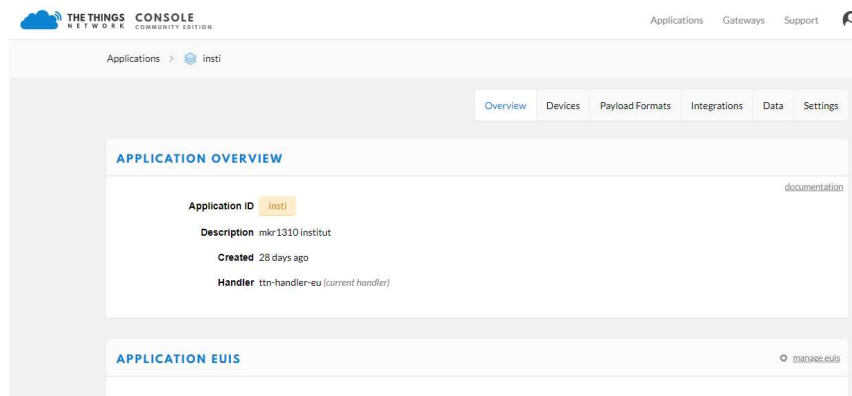 THE THINGS NETWORK CONSOLE COMMUNITY EDITION
Applications Gateways Support
Applications > insti
Overview Devices Payload Formats Integrations Data Settings
APPLICATION OVERVIEW
documentation
Application ID insti
Description mkr1310 institut
Created 28 days ago
Handler ttn-handler-eu (current handler)
APPLICATION EUIS
manage euis